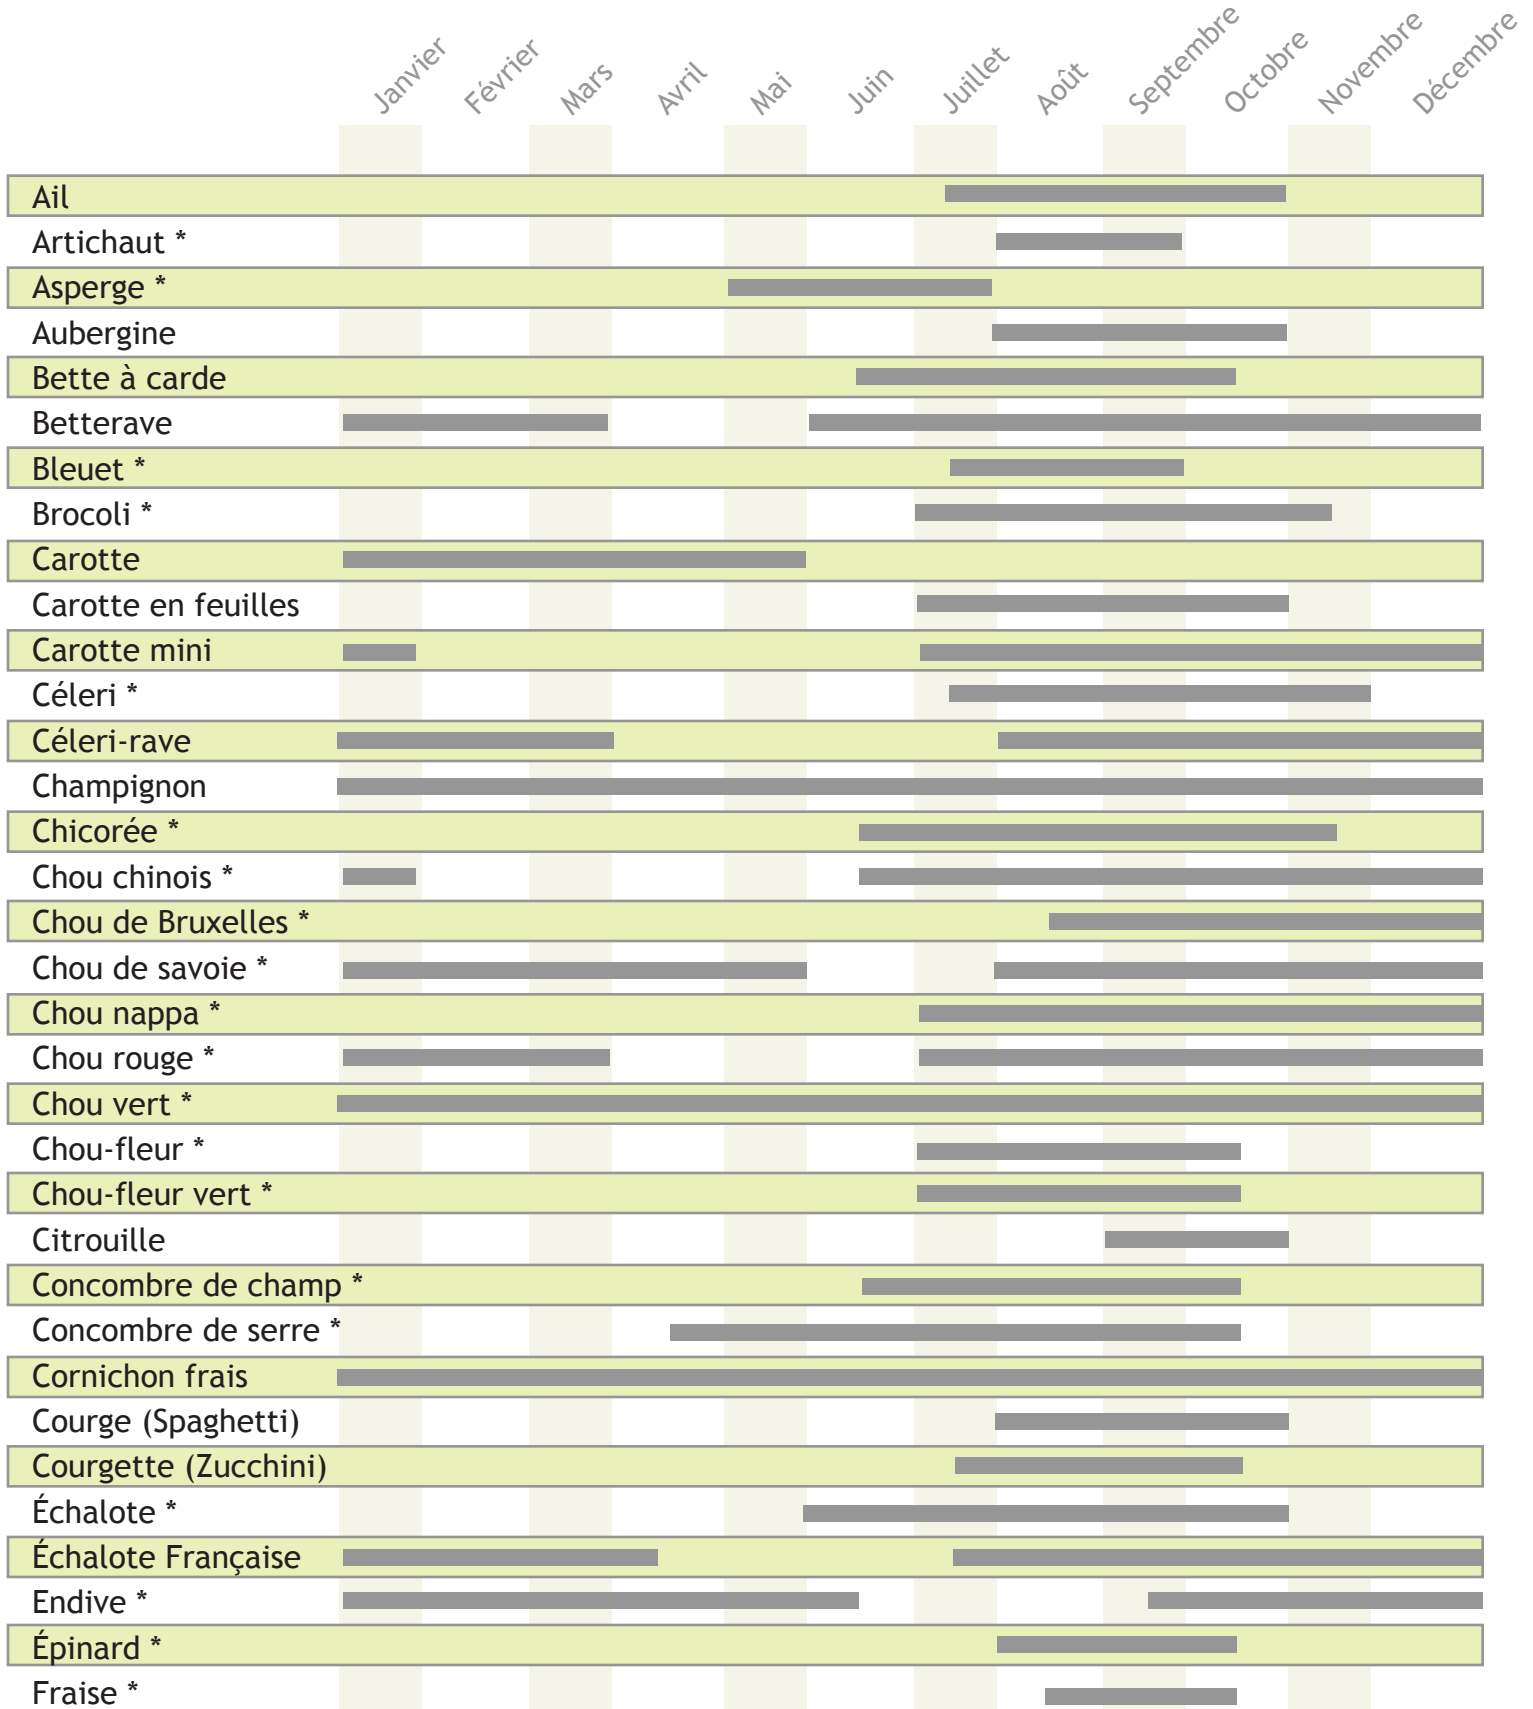 Janvier
Février
Mars
Avril
Mai
Juin
Juillet
Août
Septembre
Octobre
Novembre
Décembre
Ail
Artichaut *
Asperge *
Aubergine
Bette à carde
Betterave
Bleuet *
Brocoli *
Carotte
Carotte en feuilles
Carotte mini
Céleri *
Céleri-rave
Champignon
Chicorée *
Chou chinois *
Chou de Bruxelles *
Chou de savoie *
Chou nappa *
Chou rouge *
Chou vert *
Chou-fleur *
Chou-fleur vert *
Citrouille
Concombre de champ *
Concombre de serre *
Cornichon frais
Courge (Spaghetti)
Courgette (Zucchini)
Échalote *
Échalote Française
Endive *
Épinard *
Fraise *